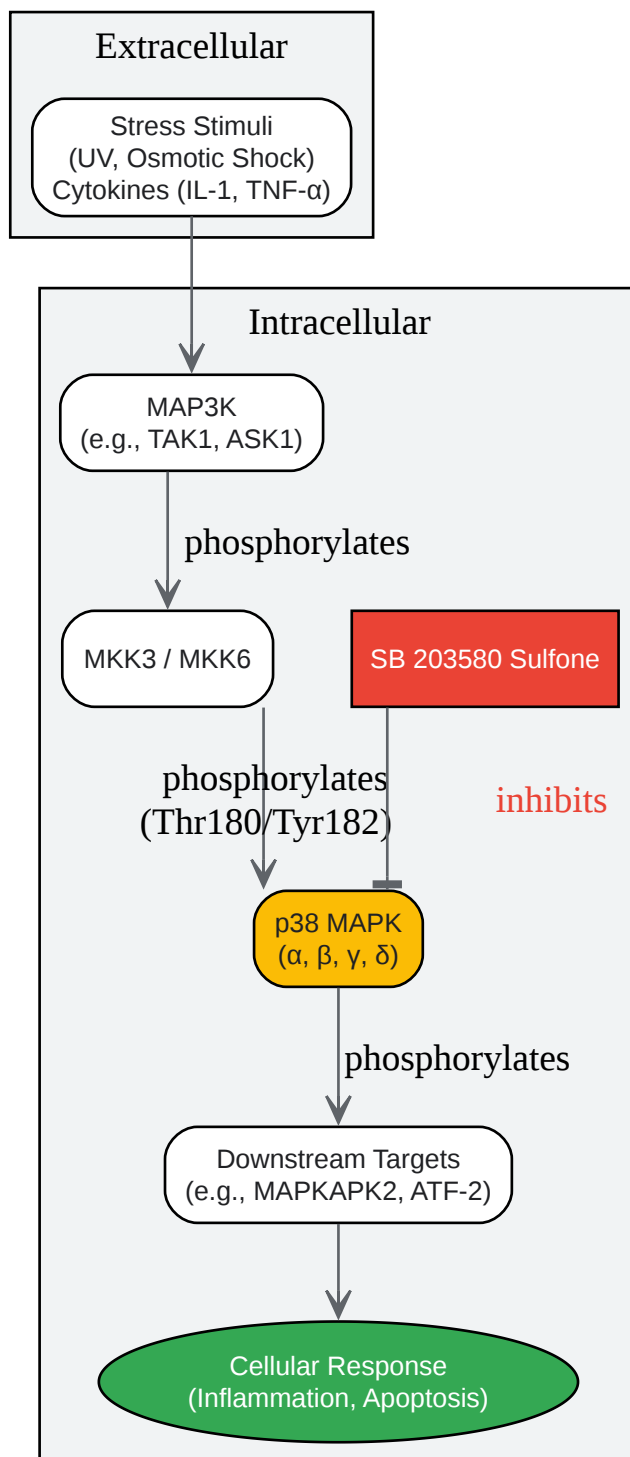 Extracellular
Stress Stimuli
(UV, Osmotic Shock)
Cytokines (IL-1, TNF-α)
Intracellular
MAP3K
(e.g., TAK1, ASK1)
phosphorylates
MKK3 / MKK6
SB 203580 Sulfone
phosphorylates
(Thr180/Tyr182)
inhibits
p38 MAPK
(α, β, γ, δ)
phosphorylates
Downstream Targets
(e.g., MAPKAPK2, ATF-2)
Cellular Response
(Inflammation, Apoptosis)